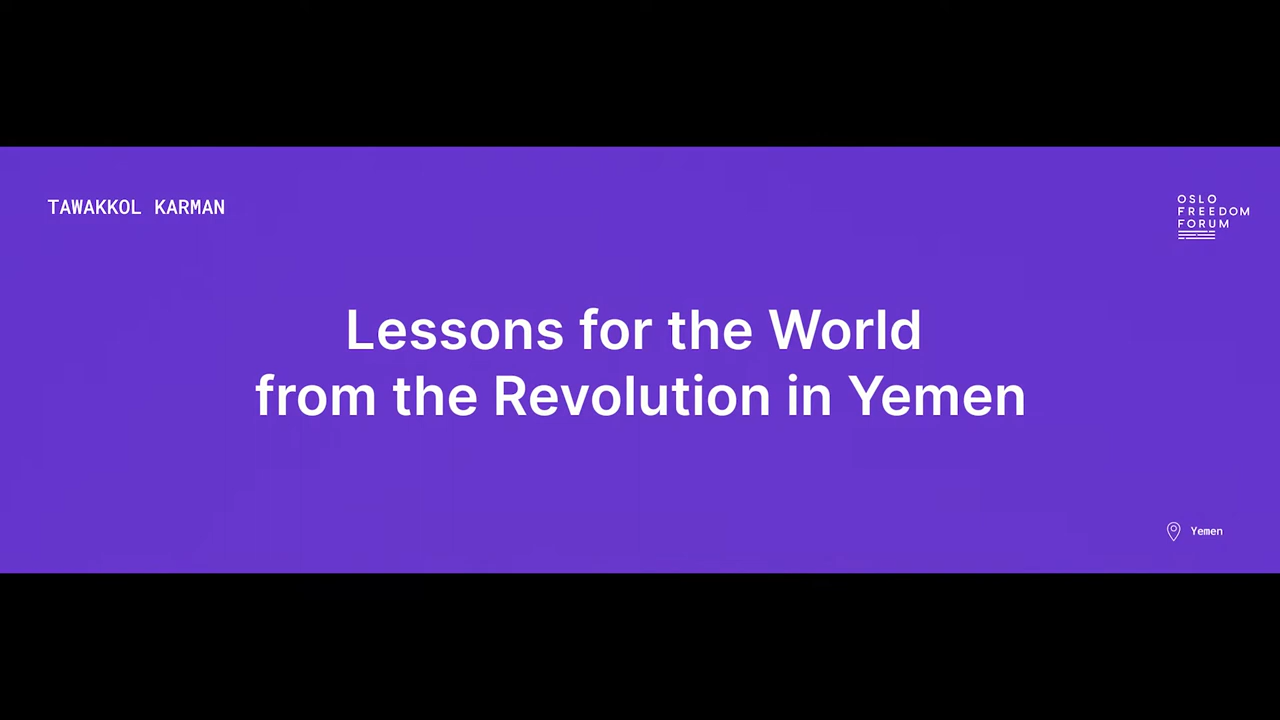 TAWAKKOL KARMAN
OSLO
FREEDOM
FORUM
Lessons for the World
from the Revolution in Yemen
Yemen